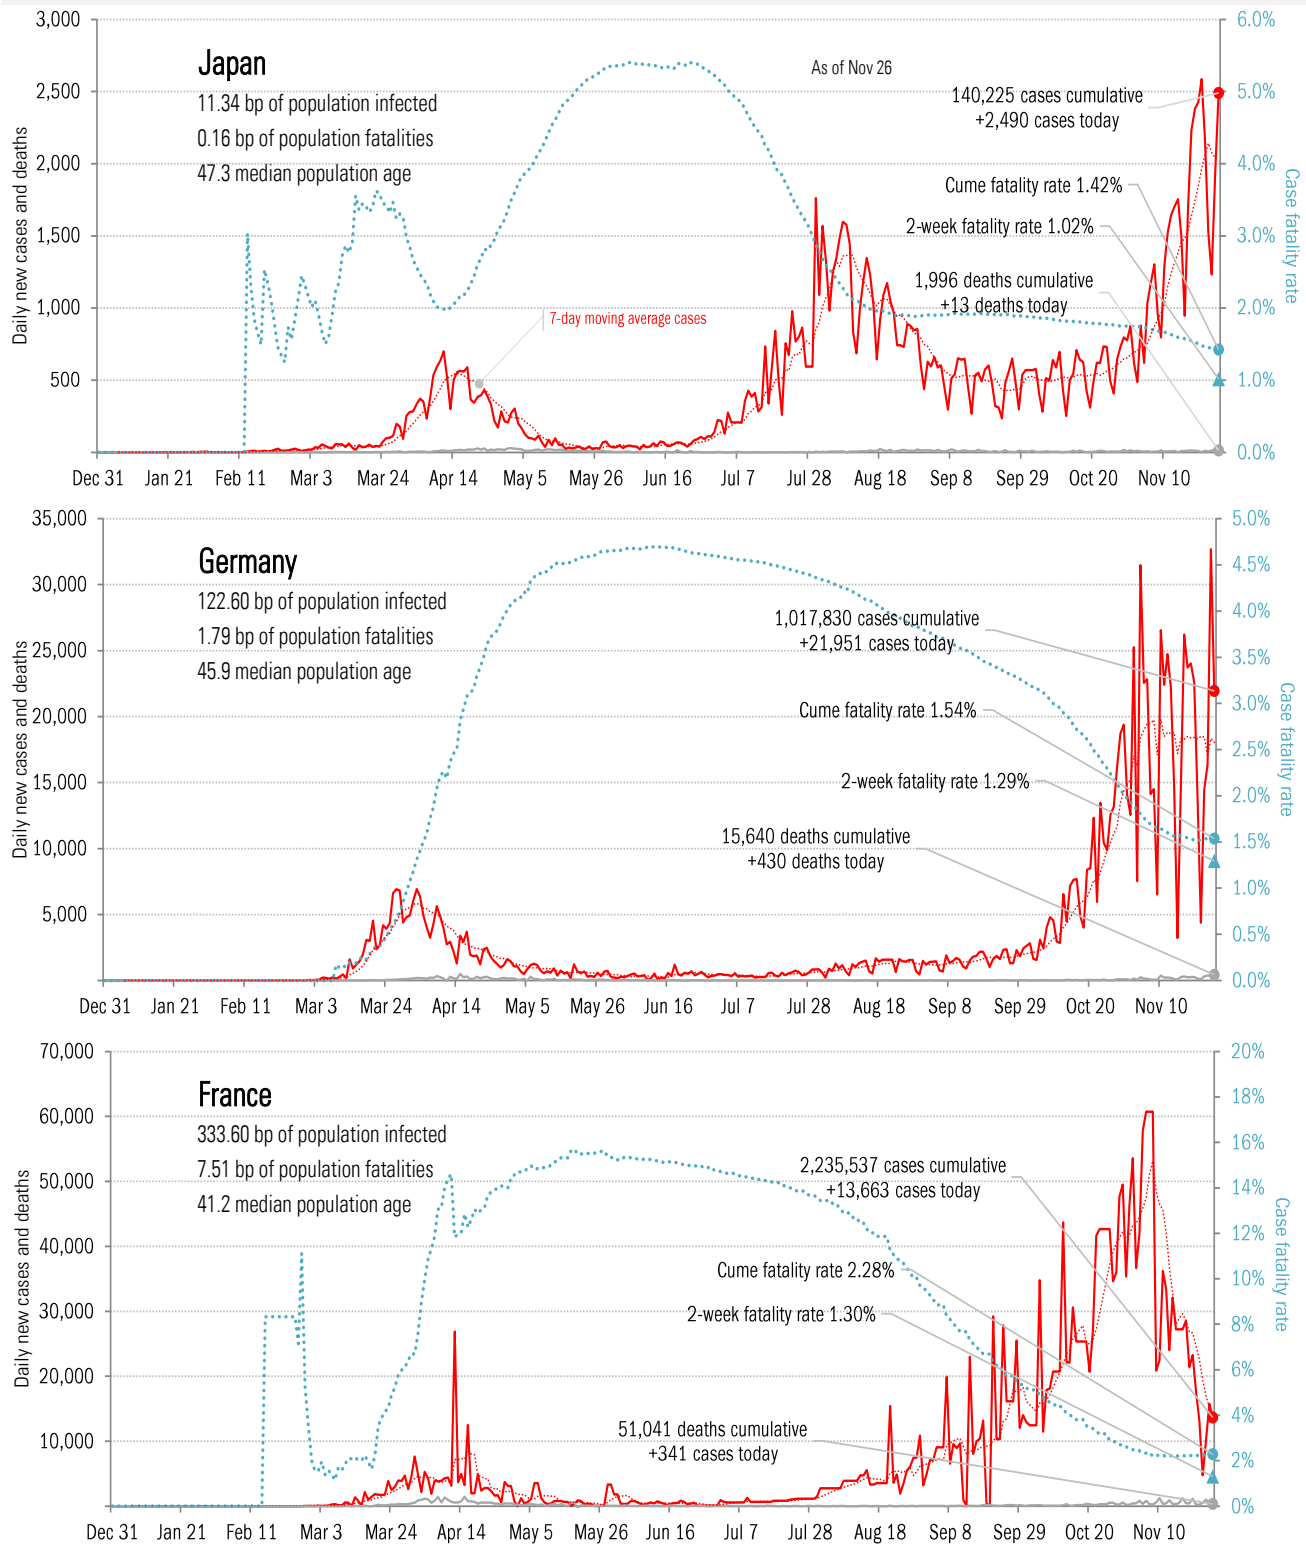 3,000
6.0%
Japan
As of Nov 26
11.34 bp of population infected
140,225 cases cumulative
+2,490 cases today
2,500
5.0%
0.16 bp of population fatalities
47.3 median population age
2,000
4.0%
Cume fatality rate 1.42%
2-week fatality rate 1.02%
1,500
3.0%
1,996 deaths cumulative
+13 deaths today
1,000
2.0%
7-day moving average cases
500
1.0%
0.0%
Daily new cases and deaths
Case fatality rate
Dec 31 Jan 21 Feb 11 Mar 3 Mar 24 Apr 14 May 5 May 26 Jun 16 Jul 7 Jul 28 Aug 18 Sep 8 Sep 29 Oct 20 Nov 10
35,000
5.0%
Germany
30,000
4.5%
122.60 bp of population infected
4.0%
1,017,830 cases cumulative
+21,951 cases today
1.79 bp of population fatalities
25,000
3.5%
45.9 median population age
20,000
3.0%
Cume fatality rate 1.54%
2.5%
15,000
2-week fatality rate 1.29%
2.0%
15,640 deaths cumulative
+430 deaths today
10,000
1.5%
1.0%
5,000
0.5%
0.0%
Daily new cases and deaths
Case fatality rate
Dec 31 Jan 21 Feb 11 Mar 3 Mar 24 Apr 14 May 5 May 26 Jun 16 Jul 7 Jul 28 Aug 18 Sep 8 Sep 29 Oct 20 Nov 10
70,000
20%
France
18%
60,000
333.60 bp of population infected
16%
7.51 bp of population fatalities
2,235,537 cases cumulative
+13,663 cases today
50,000
14%
41.2 median population age
12%
40,000
Cume fatality rate 2.28%
10%
30,000
2-week fatality rate 1.30%
8%
20,000
6%
4%
51,041 deaths cumulative
+341 cases today
10,000
2%
0%
Daily new cases and deaths
Case fatality rate
Dec 31 Jan 21 Feb 11 Mar 3 Mar 24 Apr 14 May 5 May 26 Jun 16 Jul 7 Jul 28 Aug 18 Sep 8 Sep 29 Oct 20 Nov 10